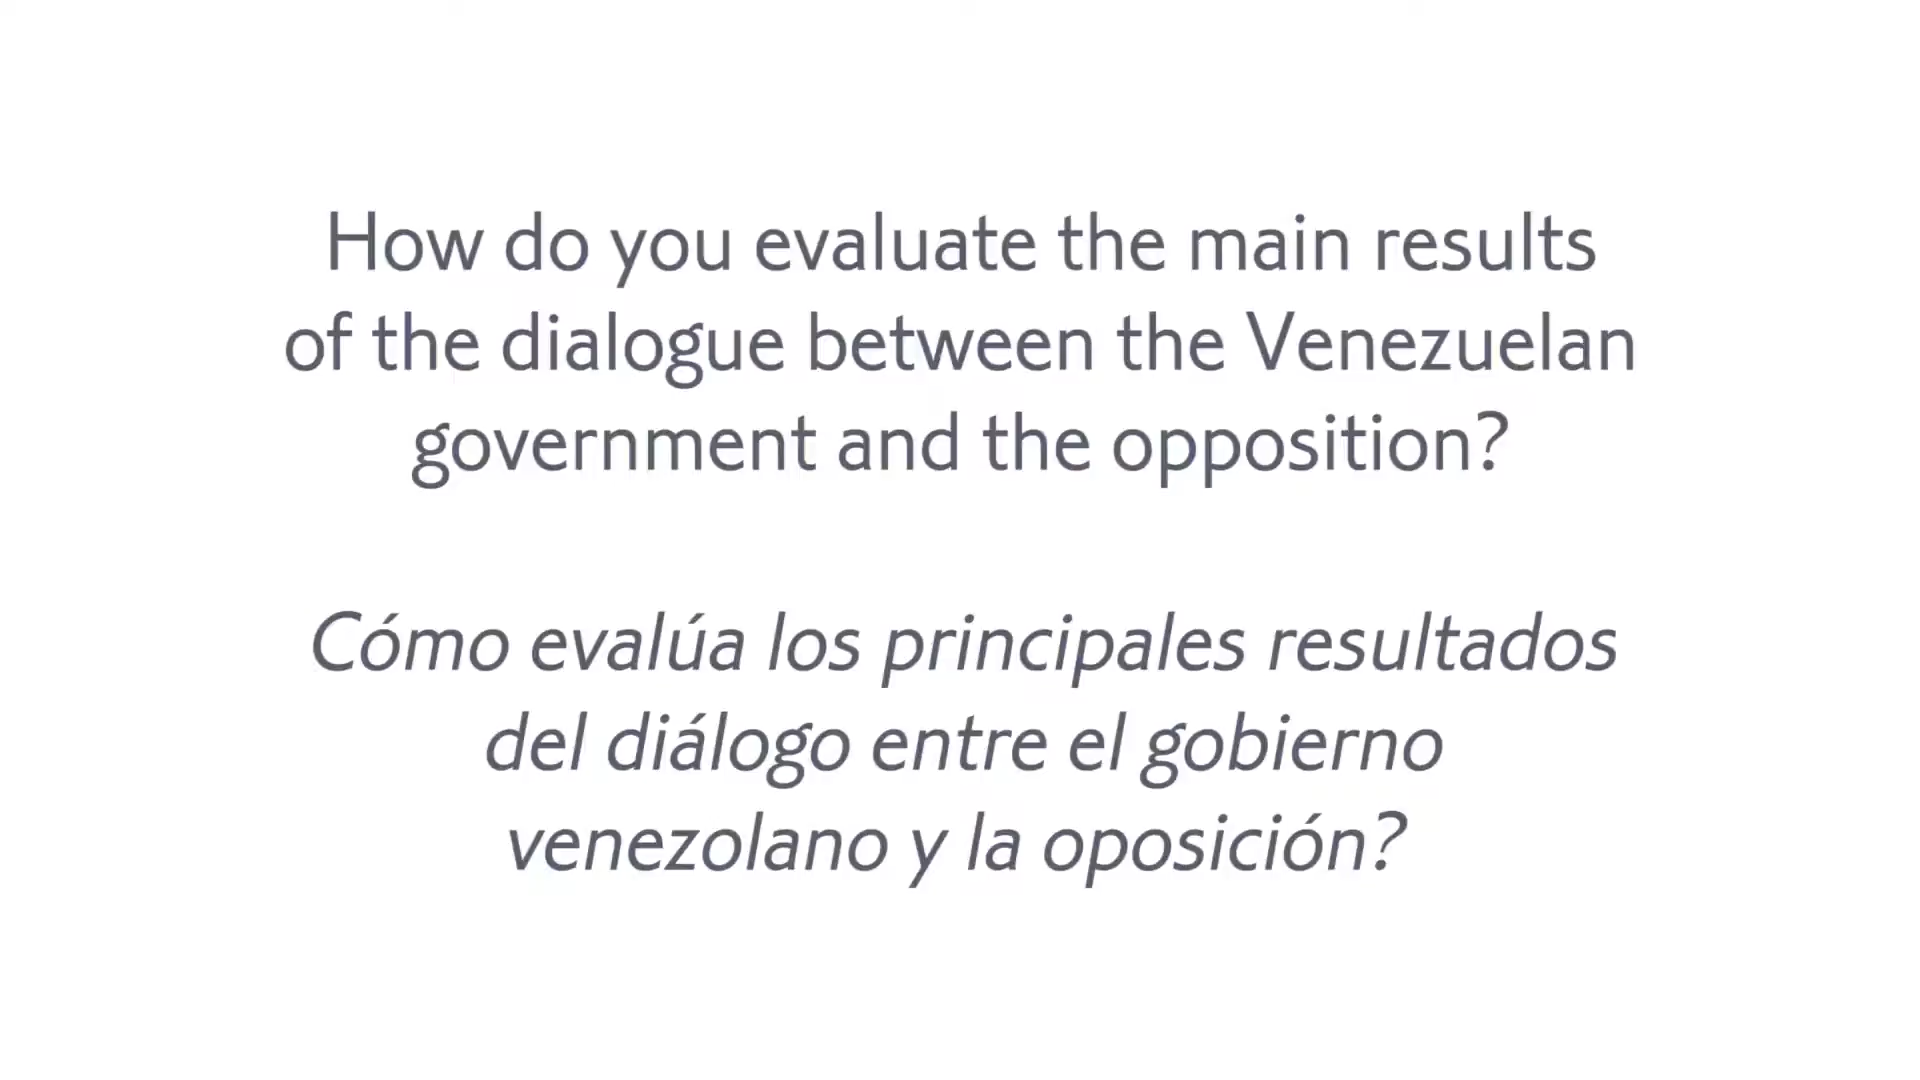 How do you evaluate the main results
of the dialogue between the Venezuelan
government and the opposition?
Cómo evalúa los principales resultados
del diálogo entre el gobierno
venezolano y la oposición?